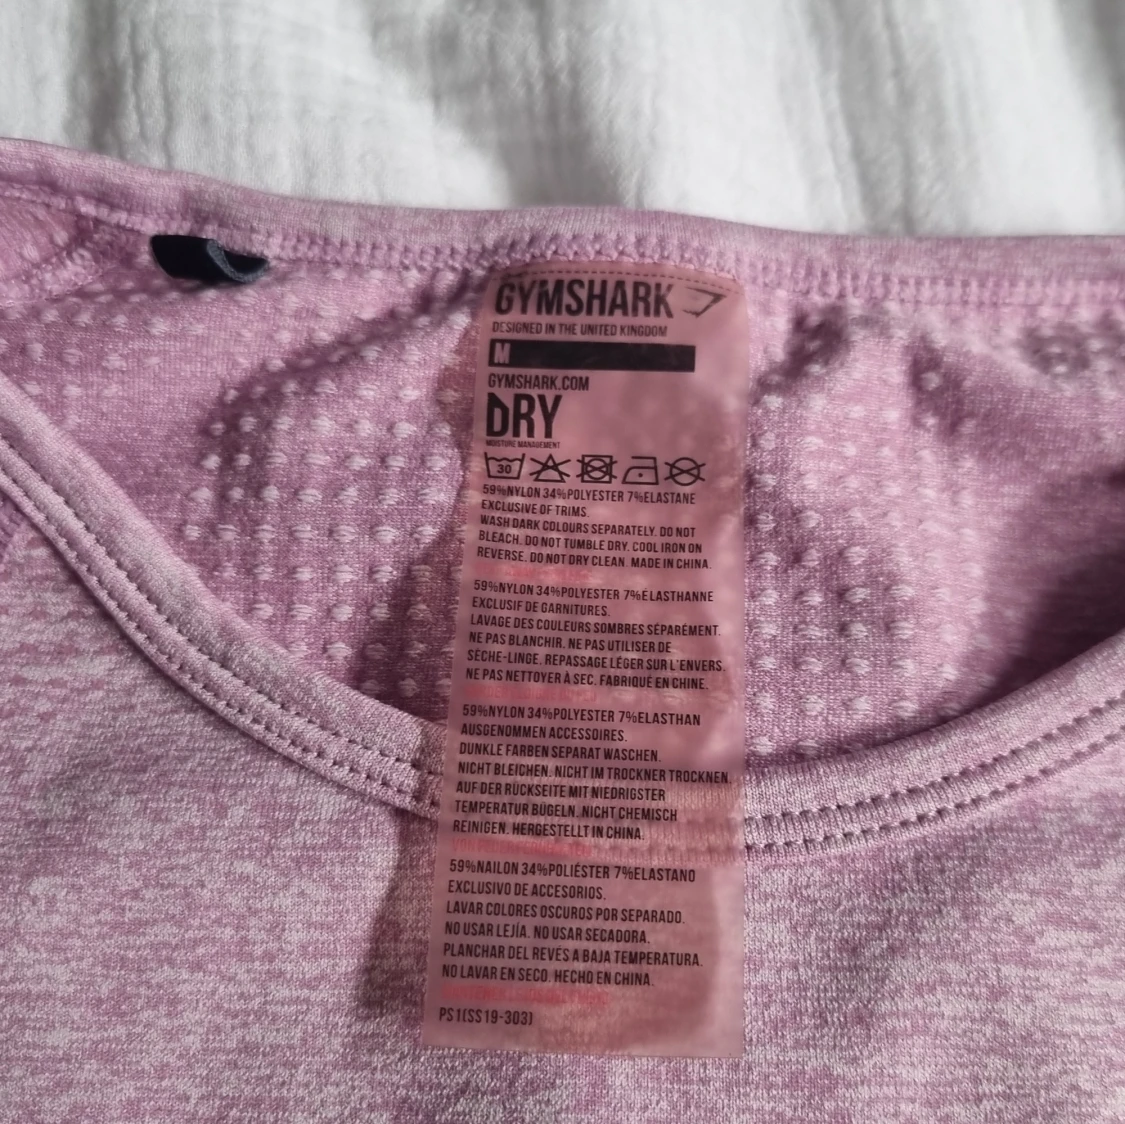 GYMSHARK
DESIGNED IN THE UNITED KINGDOM
M
GYMSHARK.COM
DRY
MOISTURE MANAGEMENT
30
59%NYLON 34%POLYESTER 7%ELASTANE
EXCLUSIVE OF TRIMS.
WASH DARK COLOURS SEPARATELY. DO NOT
BLEACH. DO NOT TUMBLE DRY. COOL IRON ON
REVERSE. DO NOT DRY CLEAN. MADE IN CHINA.
59%NYLON 34%POLYESTER 7%ÉLASTHANNE
EXCLUSIF DE GARNITURES.
LAVAGE DES COULEURS SOMBRES SÉPARÉMENT.
NE PAS BLANCHIR. NE PAS UTILISER DE
SÈCHE-LINGE. REPASSAGE LÉGER SUR L'ENVERS.
NE PAS NETTOYER À SEC. FABRIQUÉ EN CHINE.
59%NYLON 34%POLYESTER 7%ELASTHAN
AUSGENOMMEN ACCESSOIRES.
DUNKLE FARBEN SEPARAT WASCHEN.
NICHT BLEICHEN. NICHT IM TROCKNER TROCKNEN.
AUF DER RÜCKSEITE MIT NIEDRIGSTER
TEMPERATUR BÜGELN. NICHT CHEMISCH
REINIGEN. HERGESTELLT IN CHINA.
59%NAILON 34%POLIÉSTER 7%ELASTANO
EXCLUSIVO DE ACCESORIOS.
LAVAR COLORES OSCUROS POR SEPARADO.
NO USAR LEJÍA. NO USAR SECADORA.
PLANCHAR DEL REVÉS A BAJA TEMPERATURA.
NO LAVAR EN SECO. HECHO EN CHINA.
PS1(SS19-303)